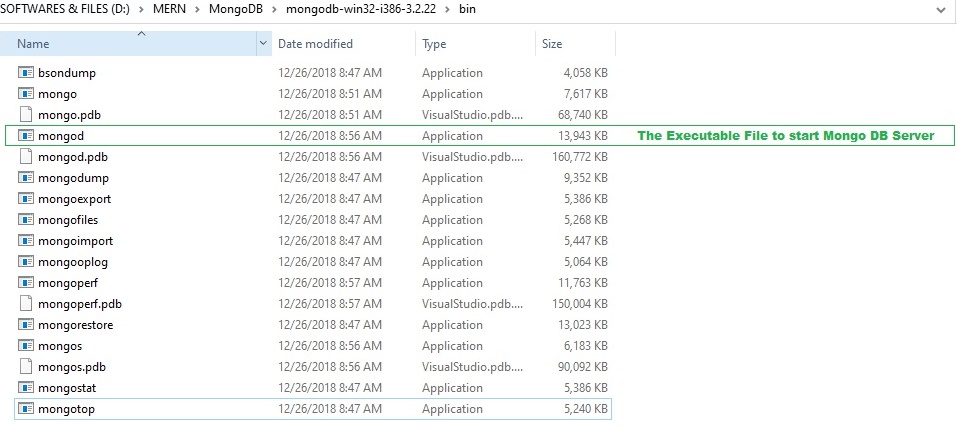 SOFTWARES & FILES (D:) > MERN > MongoDB > mongodb-win32-i386-3.2.22 > bin
Name Date modified Type Size
bsondump 12/26/2018 8:47 AM Application 4,058 KB
mongo 12/26/2018 8:51 AM Application 7,617 KB
mongo.pdb 12/26/2018 8:51 AM VisualStudio.pdb.... 68,740 KB
mongod 12/26/2018 8:56 AM Application 13,943 KB The Executable File to start Mongo DB Server
mongod.pdb 12/26/2018 8:56 AM VisualStudio.pdb.... 160,772 KB
mongodump 12/26/2018 8:47 AM Application 9,352 KB
mongoexport 12/26/2018 8:47 AM Application 5,386 KB
mongofiles 12/26/2018 8:47 AM Application 5,268 KB
mongoimport 12/26/2018 8:47 AM Application 5,447 KB
mongooplog 12/26/2018 8:47 AM Application 5,064 KB
mongoperf 12/26/2018 8:57 AM Application 11,763 KB
mongoperf.pdb 12/26/2018 8:57 AM VisualStudio.pdb.... 150,004 KB
mongorestore 12/26/2018 8:47 AM Application 13,023 KB
mongos 12/26/2018 8:56 AM Application 6,183 KB
mongos.pdb 12/26/2018 8:56 AM VisualStudio.pdb.... 90,092 KB
mongostat 12/26/2018 8:47 AM Application 5,386 KB
mongotop 12/26/2018 8:47 AM Application 5,240 KB